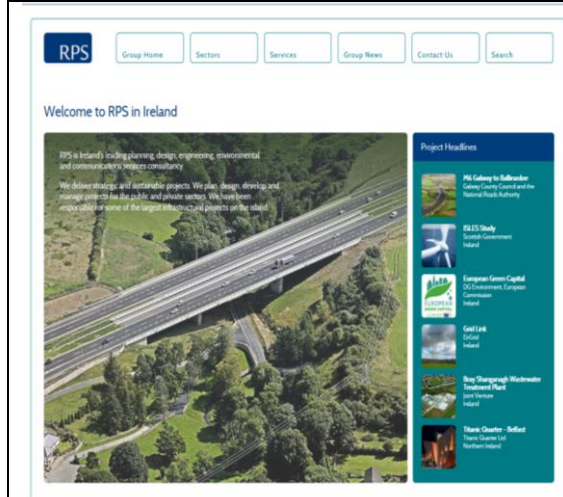 RPS
Group Home
Sectors
Services
Group News
Contact Us
Search
Welcome to RPS in Ireland
RPS is Ireland's leading planning, design, engineering, environmental
and communications services consultancy
We deliver strategic and sustainable projects. We plan, design, develop and
manage projects for the public and private sectors. We have been
responsible for some of the largest infrastructural projects on the island.
Project Headlines
M6 Galway to Ballinasloe
Galway County Council and the
National Roads Authority
ISLES Study
Scottish Government
Ireland
European Green Capital
DG Environment, European
Commission
Ireland
EUROPEAN
Grid Link
EirGrid
Ireland
Bray Shanganagh Wastewater
Treatment Plant
Joint Venture
Ireland
Titanic Quarter - Belfast
Titanic Quarter Ltd
Northern Ireland